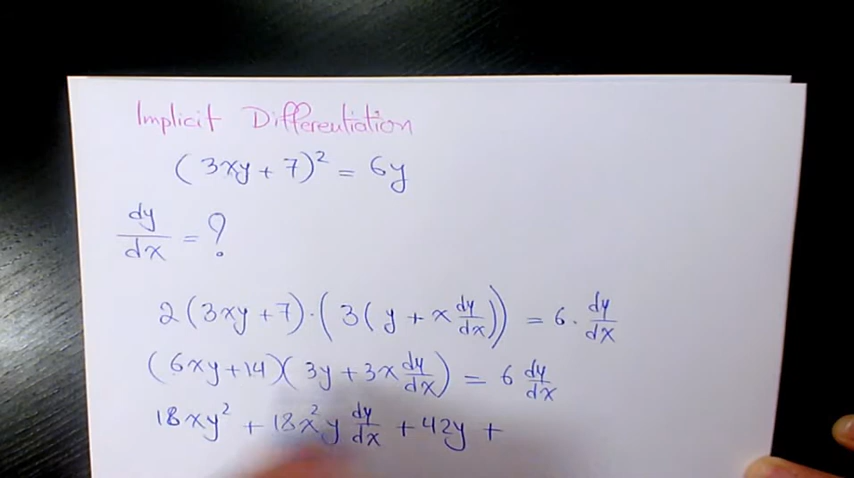 Implicit Differentiation
(3xy + 7)² = 6y
dy/dx = ?
2(3xy + 7) · (3(y + x dy/dx)) = 6 · dy/dx
(6xy + 14)(3y + 3x dy/dx) = 6 dy/dx
18xy² + 18x²y dy/dx + 42y +